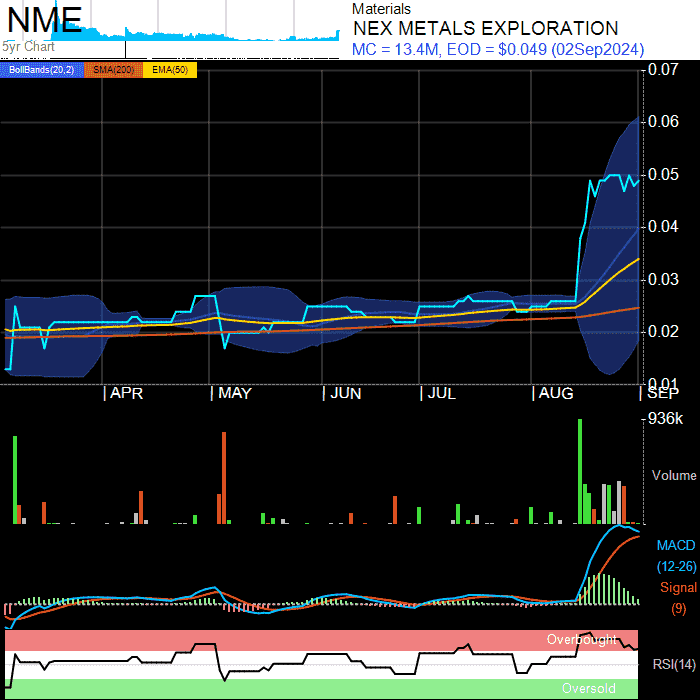 NME
5yr Chart
Materials
NEX METALS EXPLORATION
MC = 13.4M, EOD = $0.049 (02Sep2024)
BollBands(20,2) SMA(200) EMA(50)
0.07
0.06
0.05
0.04
0.03
0.02
0.01
APR MAY JUN JUL AUG SEP
936k
Volume
MACD
(12-26)
Signal
(9)
Overbought
RSI(14)
Oversold